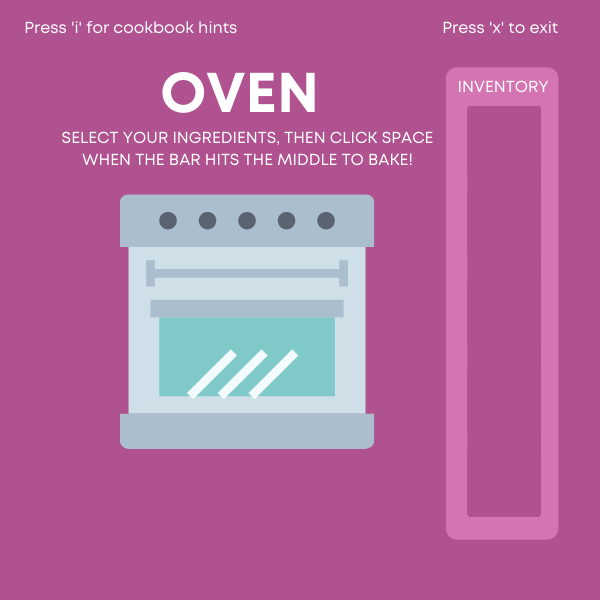 Press 'i' for cookbook hints
Press 'x' to exit
OVEN
SELECT YOUR INGREDIENTS, THEN CLICK SPACE
WHEN THE BAR HITS THE MIDDLE TO BAKE!
INVENTORY